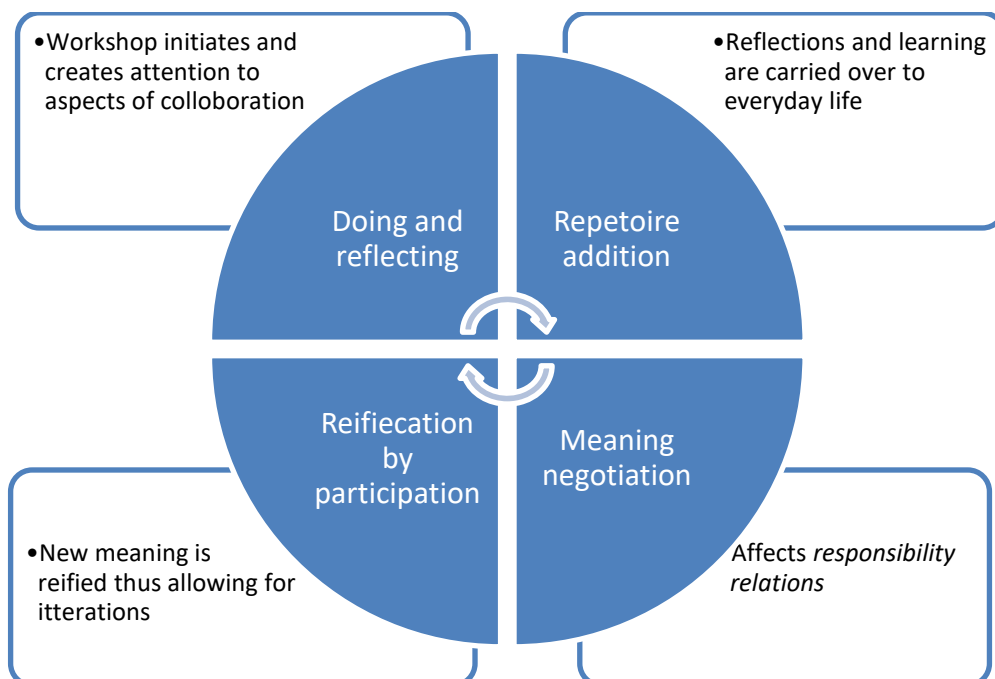 •Workshop initiates and
creates attention to
aspects of colloboration
•Reflections and learning
are carried over to
everyday life
Doing and
reflecting
Repetoire
addition
Reifiecation
by
participation
Meaning
negotiation
•New meaning is
reified thus allowing for
itterations
Affects responsibility
relations